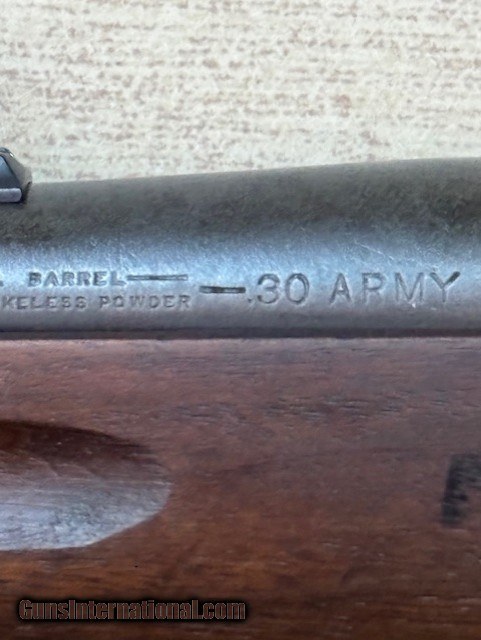 BARREL
KELESS POWDER
— .30 ARMY
GunsInternational.com